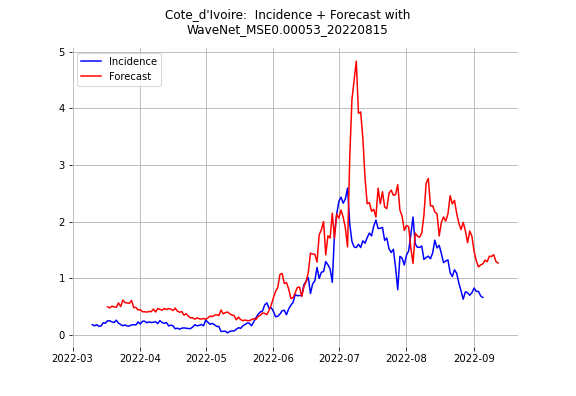 Cote_d'Ivoire:  Incidence + Forecast with
WaveNet_MSE0.00053_20220815
Incidence
Forecast
5
4
3
2
1
0
2022-03 2022-04 2022-05 2022-06 2022-07 2022-08 2022-09